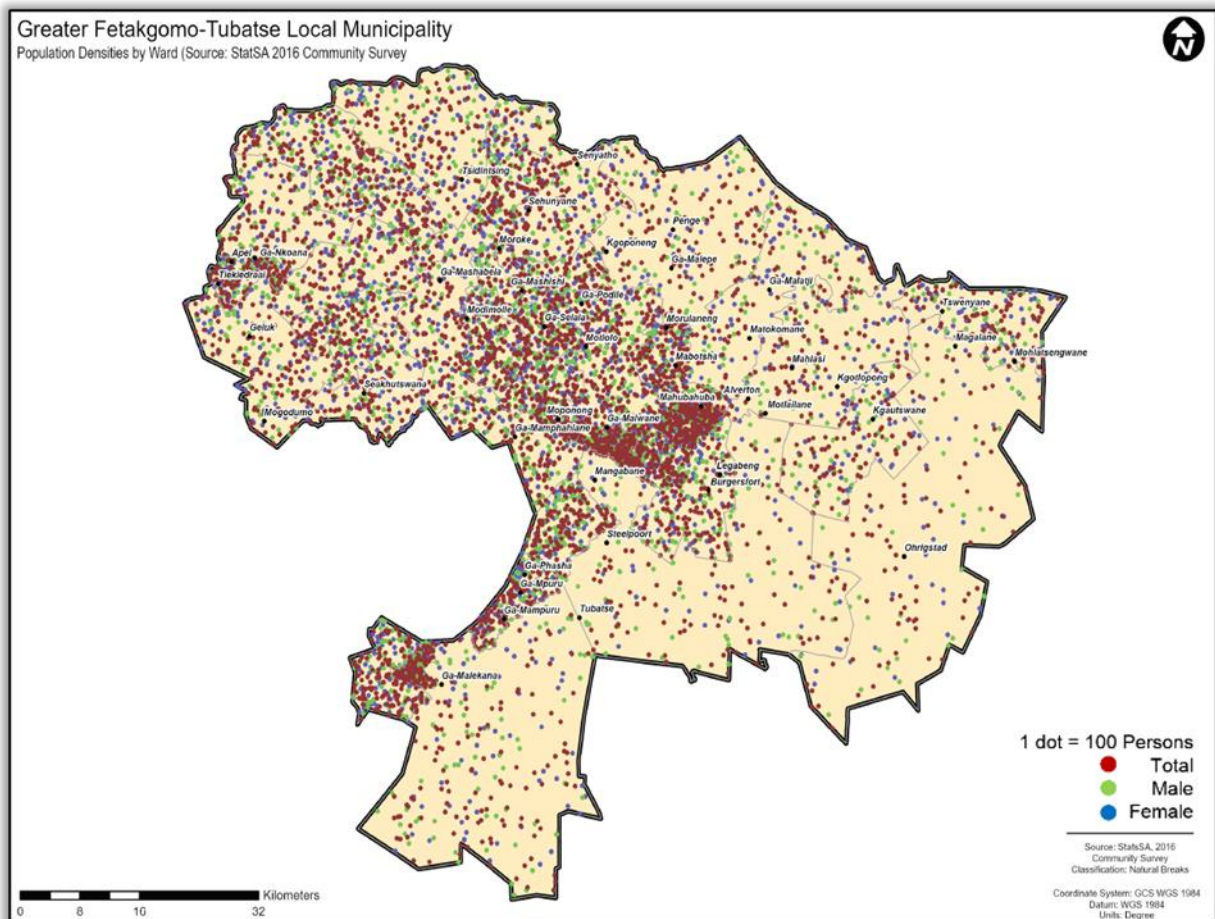 Greater Fetakgomo-Tubatse Local Municipality
Population Densities by Ward (Source: StatSA 2016 Community Survey
N
Senyatho
Tsidintsing
Sehunyane
Penge
Moroke
Kgoponeng
Apel
Ga-Nkoana
Ga-Malepe
Tiekiedraai
Ga-Mashabela
Ga-Mashishi
Ga-Mafatji
Ga-Podile
Tswenyane
Modimolle
Ga-Selala
Morulaneng
Geluk
Motlolo
Matokomane
Magalane
Mohlatsengwane
Mabotsha
Mahlasi
Seakhutswana
Alverton
Kgotlopong
Mahubahuba
Mogodumo
Moponong
Motlailane
Kgautswane
Ga-Mamphahlane
Ga-Malwane
Mangabane
Legabeng
Burgersfort
Steelpoort
Ohrigstad
Ga-Phasha
Ga-Mpuru
Ga-Mampuru
Tubatse
Ga-Malekana
1 dot = 100 Persons
Total
Male
Female
Source: StatsSA, 2016
Community Survey
Classification: Natural Breaks
Coordinate System: GCS WGS 1984
Datum: WGS 1984
Units: Degree
Kilometers
0 8 16 32